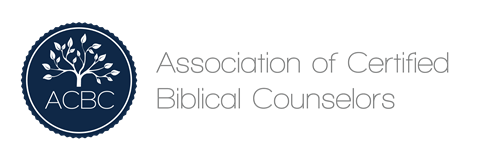 ACBC
Association of Certified
Biblical Counselors